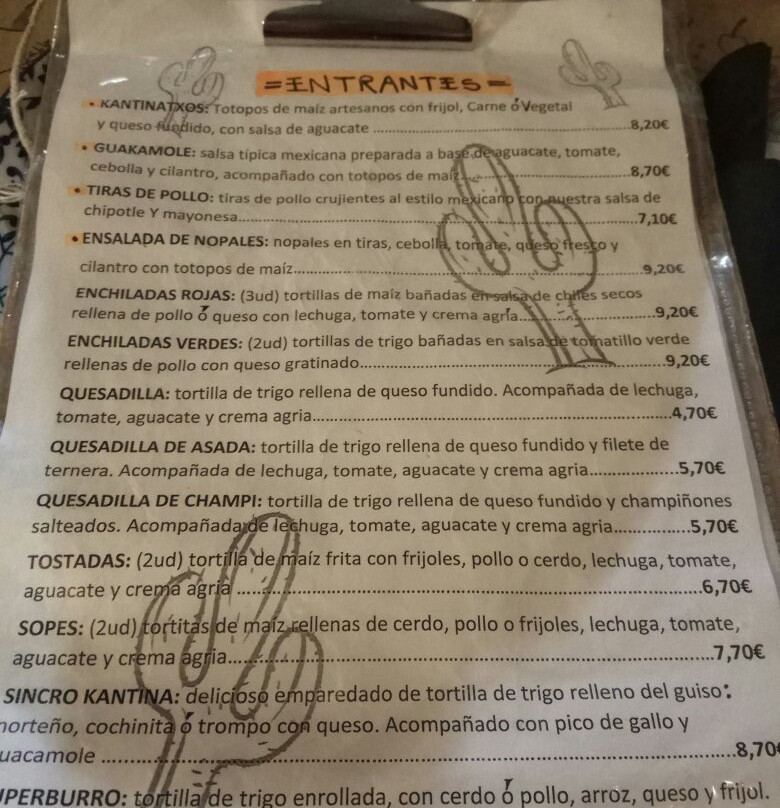 =ENTRANTES=
• KANTINATXOS: Totopos de maíz artesanos con frijol, Carne ó Vegetal
y queso fundido, con salsa de aguacate ........ 8,20€
• GUAKAMOLE: salsa típica mexicana preparada a base de aguacate, tomate,
cebolla y cilantro, acompañado con totopos de maíz ........ 8,70€
• TIRAS DE POLLO: tiras de pollo crujientes al estilo mexicano con nuestra salsa de
chipotle Y mayonesa ........ 7,10€
• ENSALADA DE NOPALES: nopales en tiras, cebolla, tomate, queso fresco y
cilantro con totopos de maíz ........ 9,20€
ENCHILADAS ROJAS: (3ud) tortillas de maíz bañadas en salsa de chiles secos
rellena de pollo ó queso con lechuga, tomate y crema agria ........ 9,20€
ENCHILADAS VERDES: (2ud) tortillas de trigo bañadas en salsa de tomatillo verde
rellenas de pollo con queso gratinado ........ 9,20€
QUESADILLA: tortilla de trigo rellena de queso fundido. Acompañada de lechuga,
tomate, aguacate y crema agria ........ 4,70€
QUESADILLA DE ASADA: tortilla de trigo rellena de queso fundido y filete de
ternera. Acompañada de lechuga, tomate, aguacate y crema agria ........ 5,70€
QUESADILLA DE CHAMPI: tortilla de trigo rellena de queso fundido y champiñones
salteados. Acompañada de lechuga, tomate, aguacate y crema agria ........ 5,70€
TOSTADAS: (2ud) tortilla de maíz frita con frijoles, pollo o cerdo, lechuga, tomate,
aguacate y crema agria ........ 6,70€
SOPES: (2ud) tortitas de maíz rellenas de cerdo, pollo o frijoles, lechuga, tomate,
aguacate y crema agria ........ 7,70€
SINCRO KANTINA: delicioso emparedado de tortilla de trigo relleno del guiso:
norteño, cochinita ó trompo con queso. Acompañado con pico de gallo y
uacamole ........ 8,70€
UPERBURRO: tortilla de trigo enrollada, con cerdo ó pollo, arroz, queso y frijol.